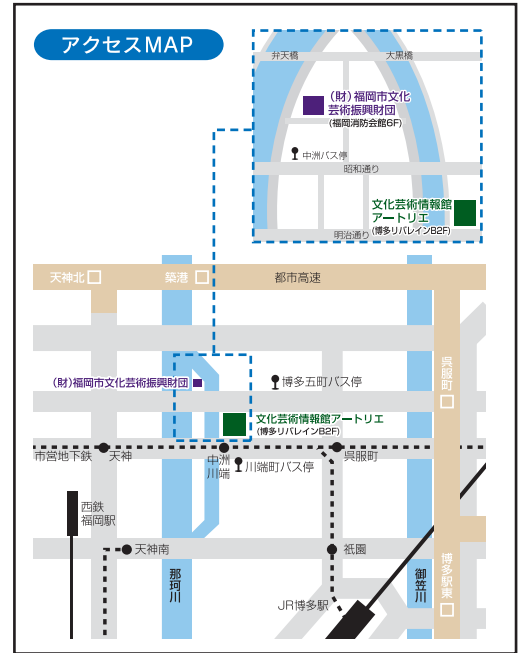 アクセスMAP
弁天橋
大黒橋
(財)福岡市文化
芸術振興財団
(福岡消防会館6F)
中洲バス停
昭和通り
文化芸術情報館
アートリエ
(博多リバレインB2F)
明治通り
天神北
築港
都市高速
呉服町
(財)福岡市文化芸術振興財団
博多五町バス停
文化芸術情報館アートリエ
(博多リバレインB2F)
市営地下鉄
天神
中洲
川端
川端町バス停
呉服町
西鉄
福岡駅
天神南
祇園
那珂川
御笠川
博多駅東
JR博多駅